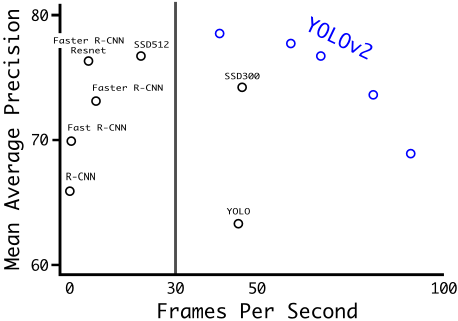 80
Faster R-CNN
Resnet
SSD512
YOLOv2
Faster R-CNN
SSD300
70
Fast R-CNN
R-CNN
YOLO
60
0
30
50
100
Frames Per Second
Mean Average Precision